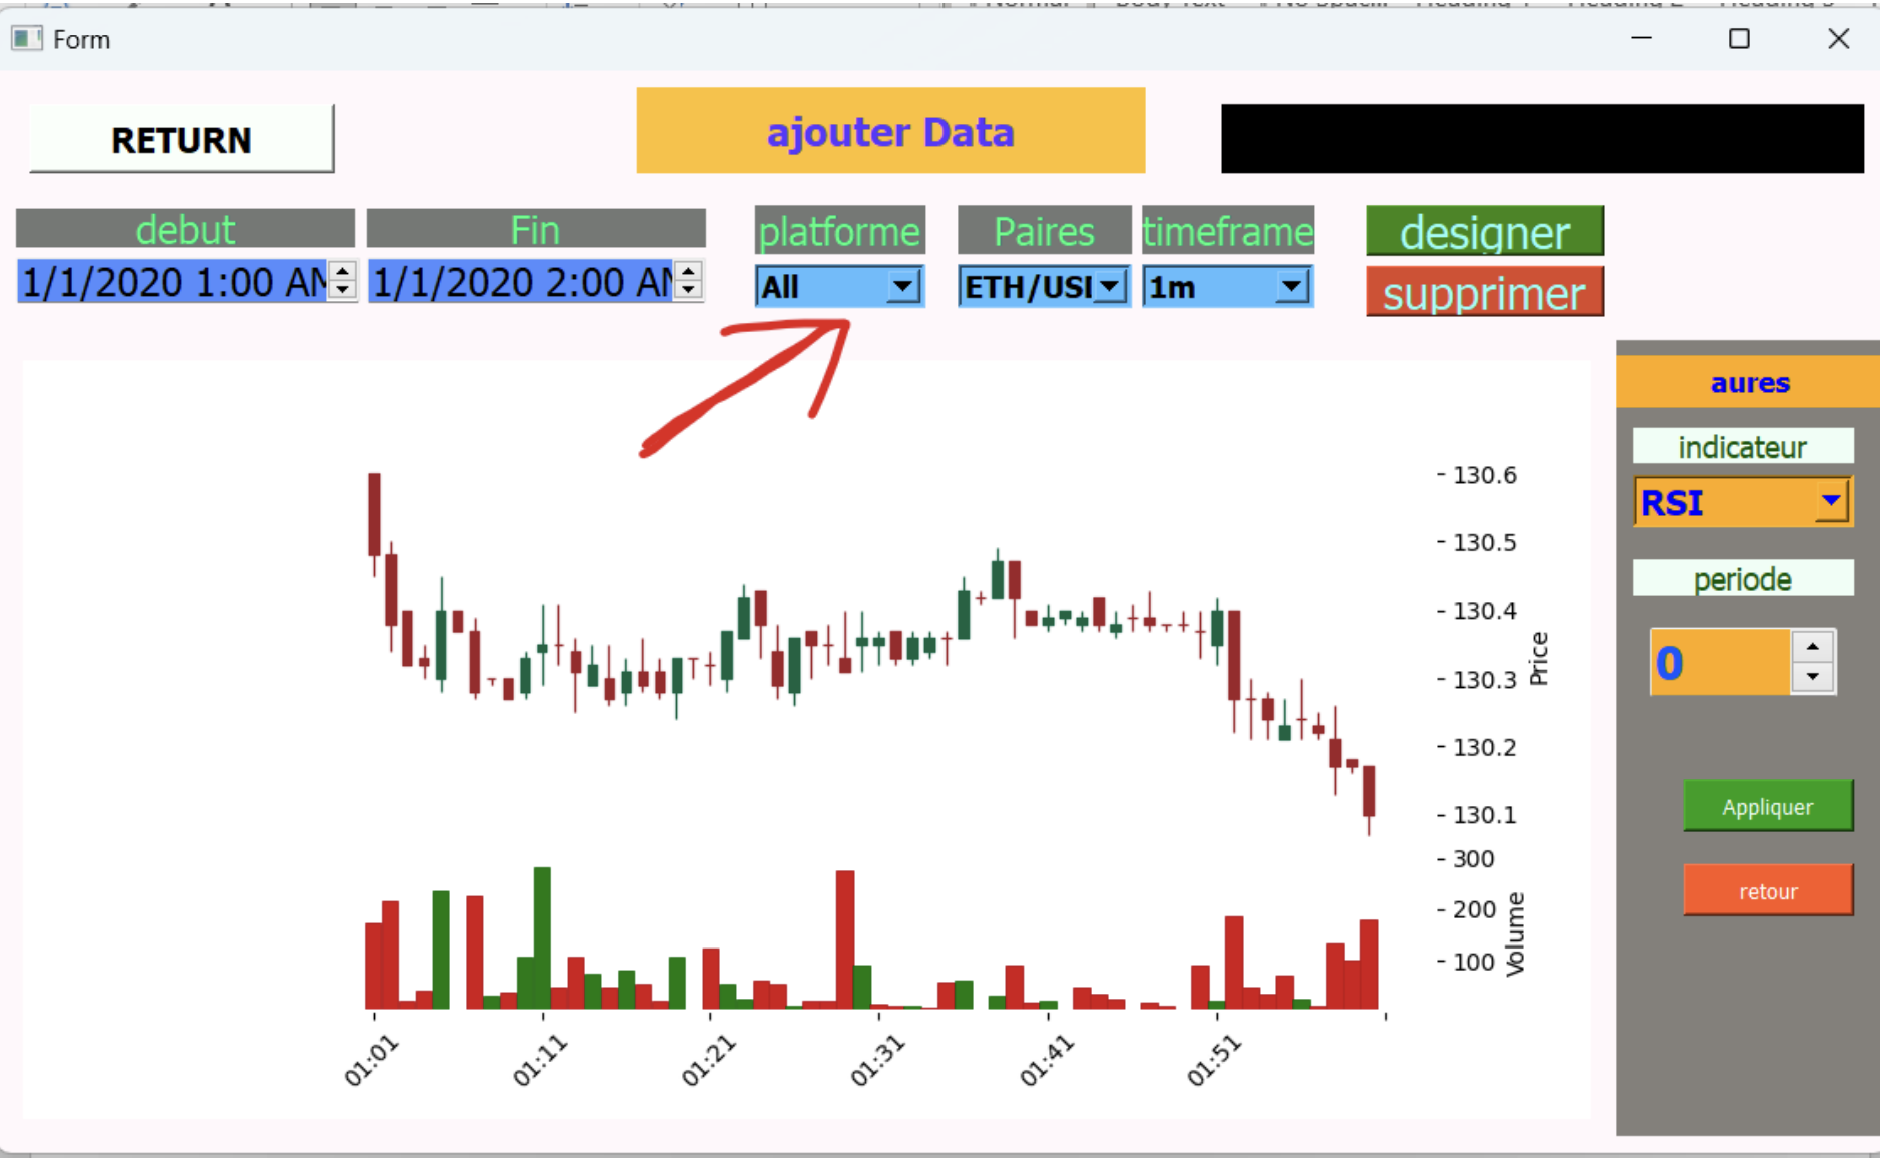 Form
RETURN
ajouter Data
debut
Fin
platforme
Paires
timeframe
designer
1/1/2020 1:00 AM
1/1/2020 2:00 AM
All
ETH/USI
1m
supprimer
aures
indicateur
RSI
periode
0
Appliquer
retour
130.6
130.5
130.4
130.3
130.2
130.1
Price
300
200
100
Volume
01:01
01:11
01:21
01:31
01:41
01:51